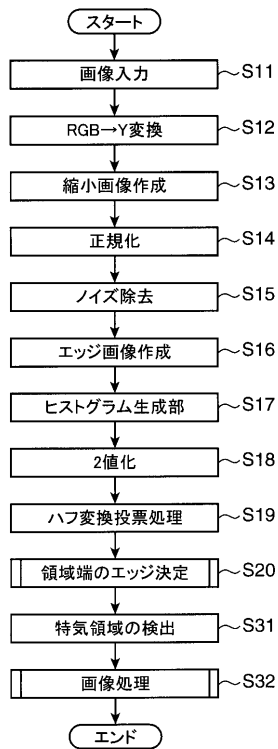 スタート
画像入力 S11
RGB→Y変換 S12
縮小画像作成 S13
正規化 S14
ノイズ除去 S15
エッジ画像作成 S16
ヒストグラム生成部 S17
2値化 S18
ハフ変換投票処理 S19
領域端のエッジ決定 S20
特気領域の検出 S31
画像処理 S32
エンド